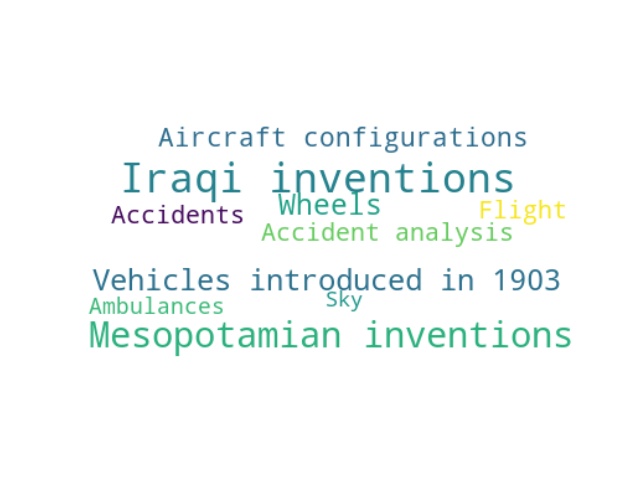 Aircraft configurations
Iraqi inventions
Wheels
Accidents
Flight
Accident analysis
Vehicles introduced in 1903
Sky
Ambulances
Mesopotamian inventions